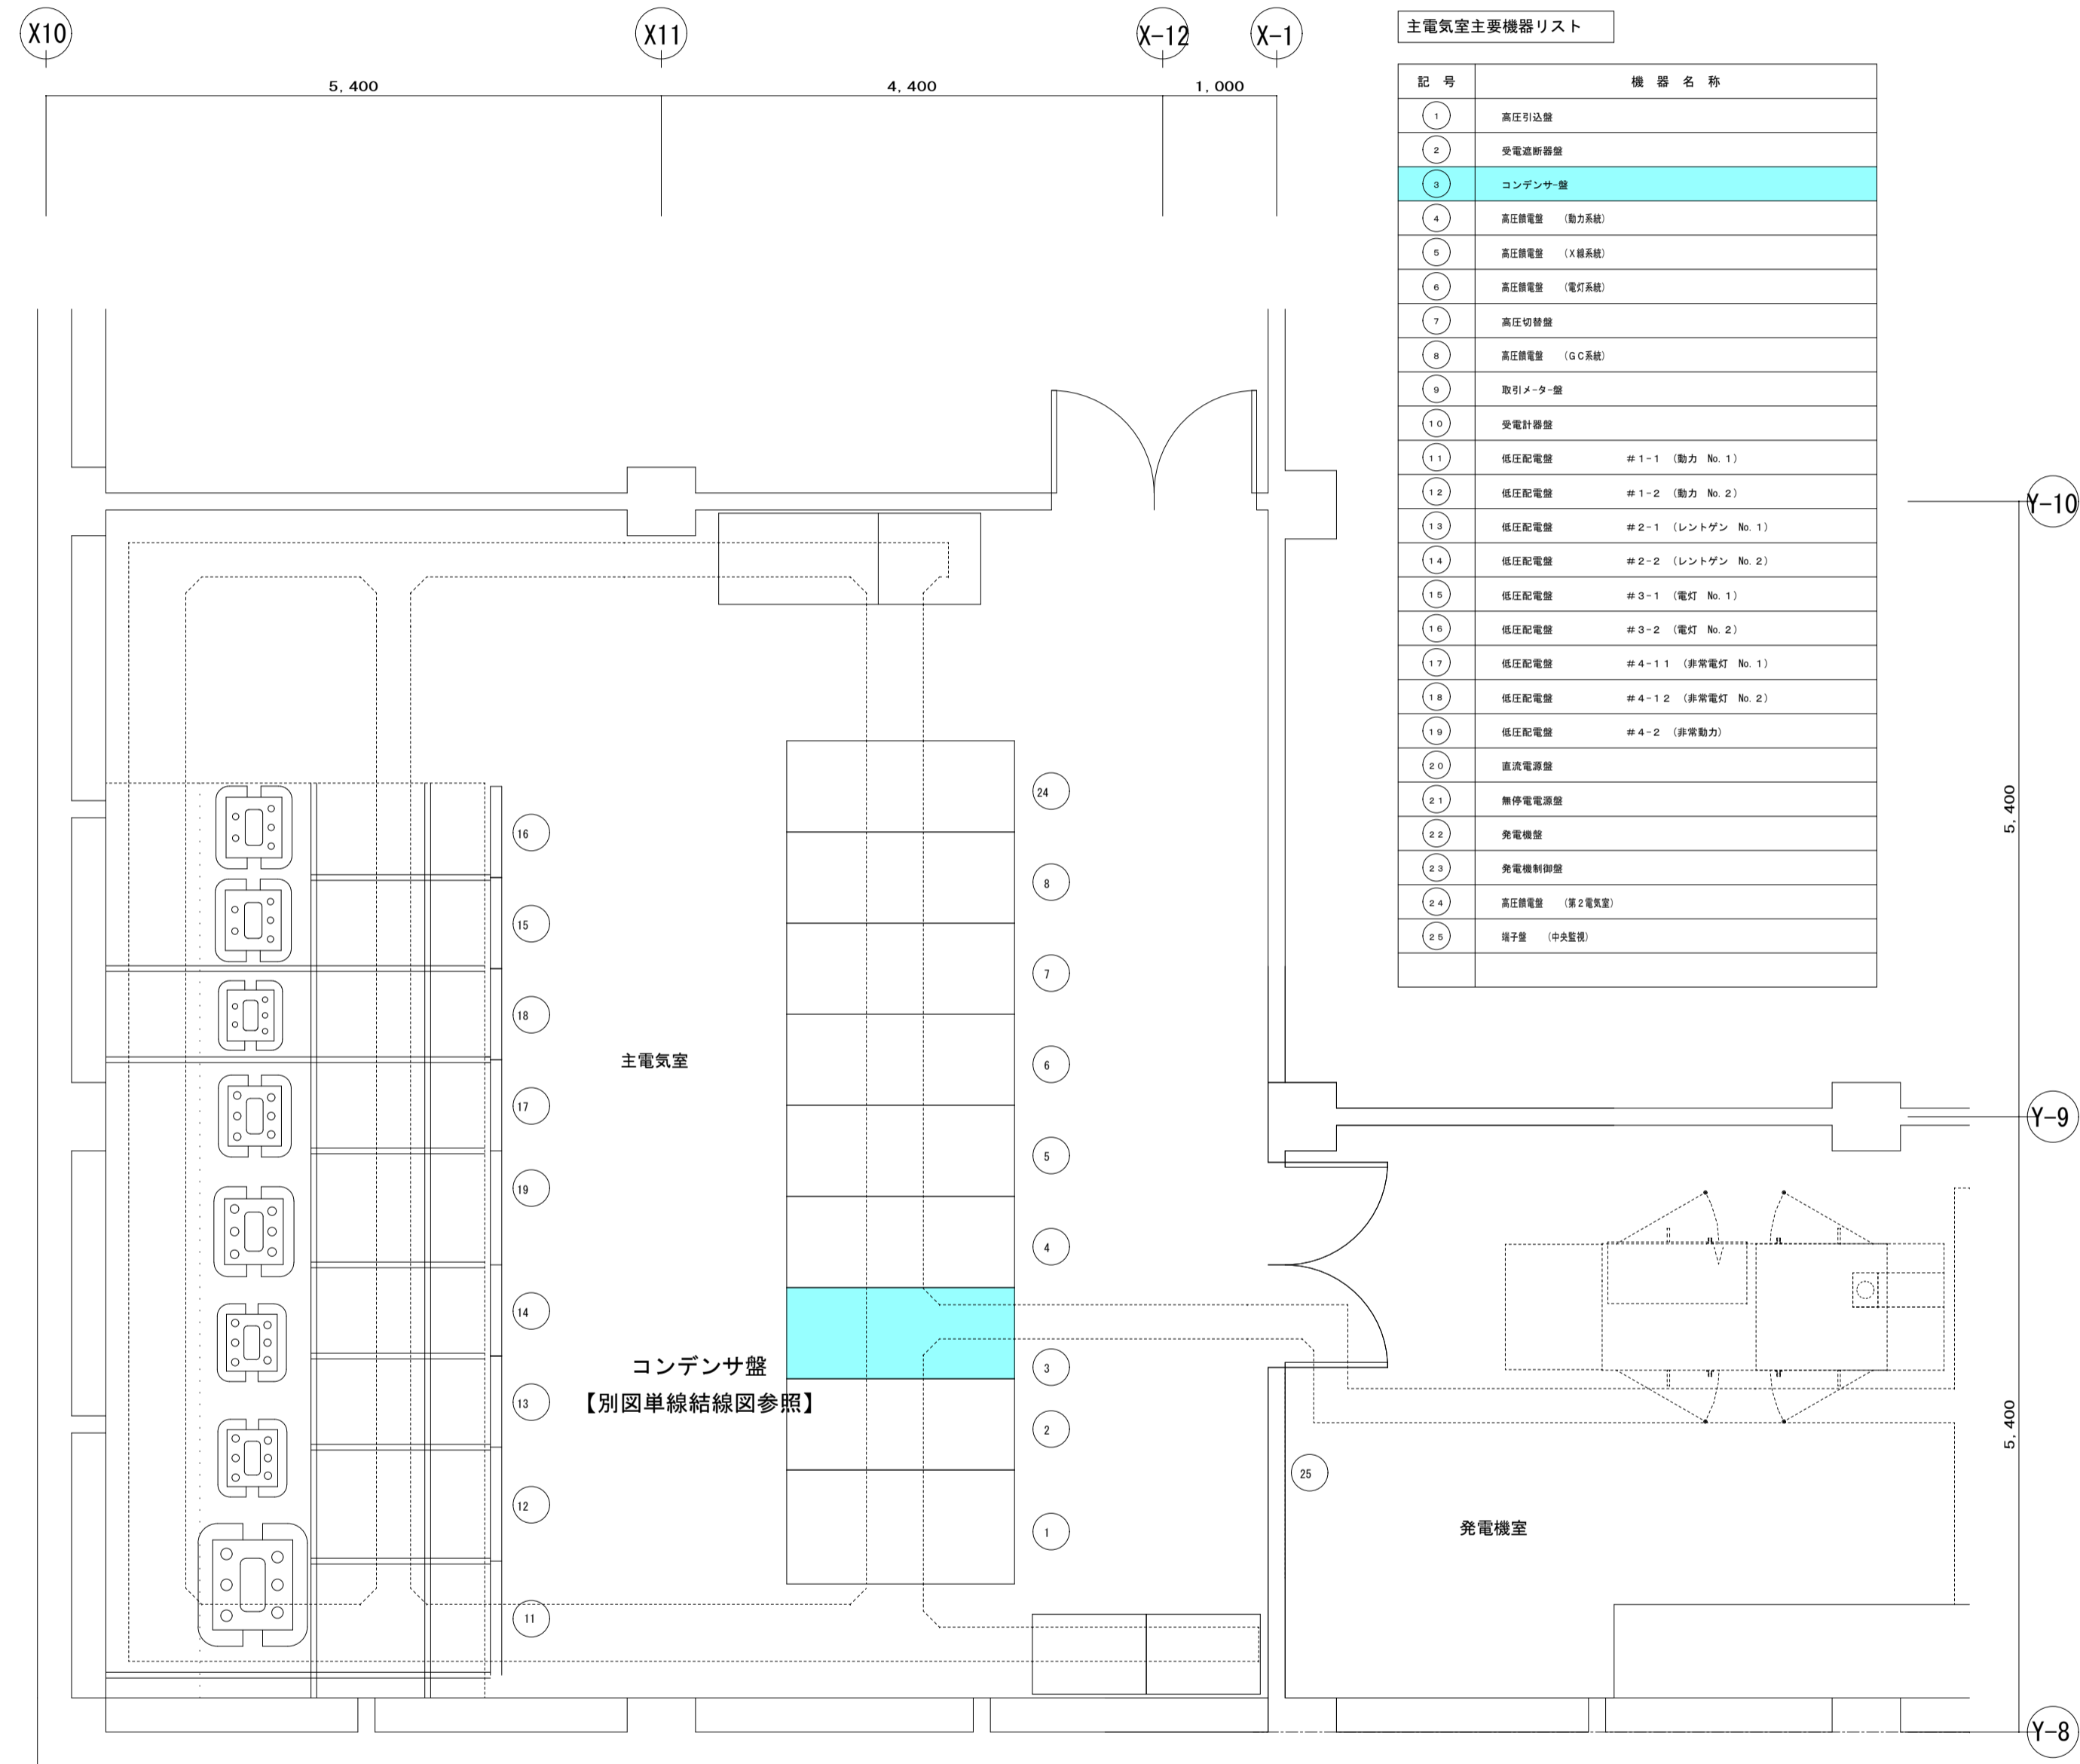 X10 X11 X-12 X-1
5,400 4,400 1,000
主電気室主要機器リスト
記 号 機 器 名 称
1 高圧引込盤
2 受電遮断器盤
3 コンデンサ-盤
4 高圧饋電盤 （動力系統）
5 高圧饋電盤 （Ｘ線系統）
6 高圧饋電盤 （電灯系統）
7 高圧切替盤
8 高圧饋電盤 （ＧＣ系統）
9 取引メ-タ-盤
10 受電計器盤
11 低圧配電盤 ＃1-1 （動力 No.1）
12 低圧配電盤 ＃1-2 （動力 No.2）
13 低圧配電盤 ＃2-1 （レントゲン No.1）
14 低圧配電盤 ＃2-2 （レントゲン No.2）
15 低圧配電盤 ＃3-1 （電灯 No.1）
16 低圧配電盤 ＃3-2 （電灯 No.2）
17 低圧配電盤 ＃4-11 （非常電灯 No.1）
18 低圧配電盤 ＃4-12 （非常電灯 No.2）
19 低圧配電盤 ＃4-2 （非常動力）
20 直流電源盤
21 無停電電源盤
22 発電機盤
23 発電機制御盤
24 高圧饋電盤 （第2電気室）
25 端子盤 （中央監視）
Y-10
5,400
Y-9
5,400
Y-8
16
15
18
17
19
14
13
12
11
主電気室
コンデンサ盤
【別図単線結線図参照】
24
8
7
6
5
4
3
2
1
25
発電機室